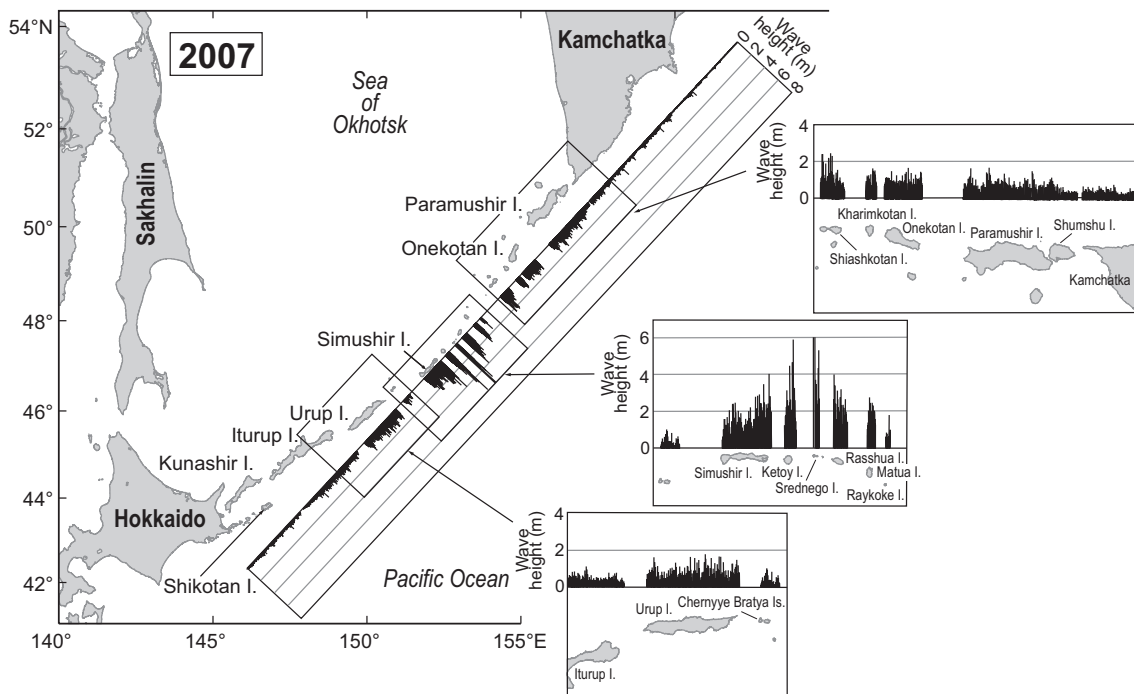 54°N
52°
50°
48°
46°
44°
42°
140°
145°
150°
155°E
2007
Sakhalin
Sea
of
Okhotsk
Kamchatka
Wave
height (m)
0
2
4
6
8
Paramushir I.
Onekotan I.
Simushir I.
Urup I.
Iturup I.
Kunashir I.
Hokkaido
Shikotan I.
Pacific Ocean
Wave
height (m)
4
2
0
Kharimkotan I.
Onekotan I.
Shiashkotan I.
Paramushir I.
Shumshu I.
Kamchatka
Wave
height (m)
6
4
2
0
Simushir I.
Ketoy I.
Srednego I.
Rasshua I.
Matua I.
Raykoke I.
Wave
height (m)
4
2
0
Urup I.
Chernyye Bratya Is.
Iturup I.